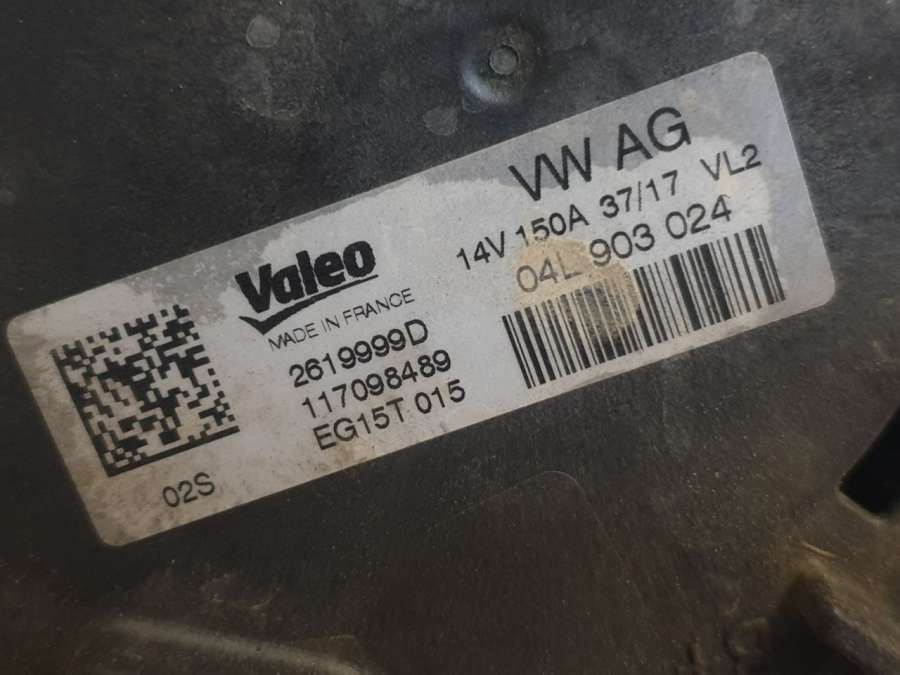 VW AG
14V 150A 37/17 VL2
04L 903 024
Valeo
MADE IN FRANCE
2619999D
117098489
EG15T 015
02S